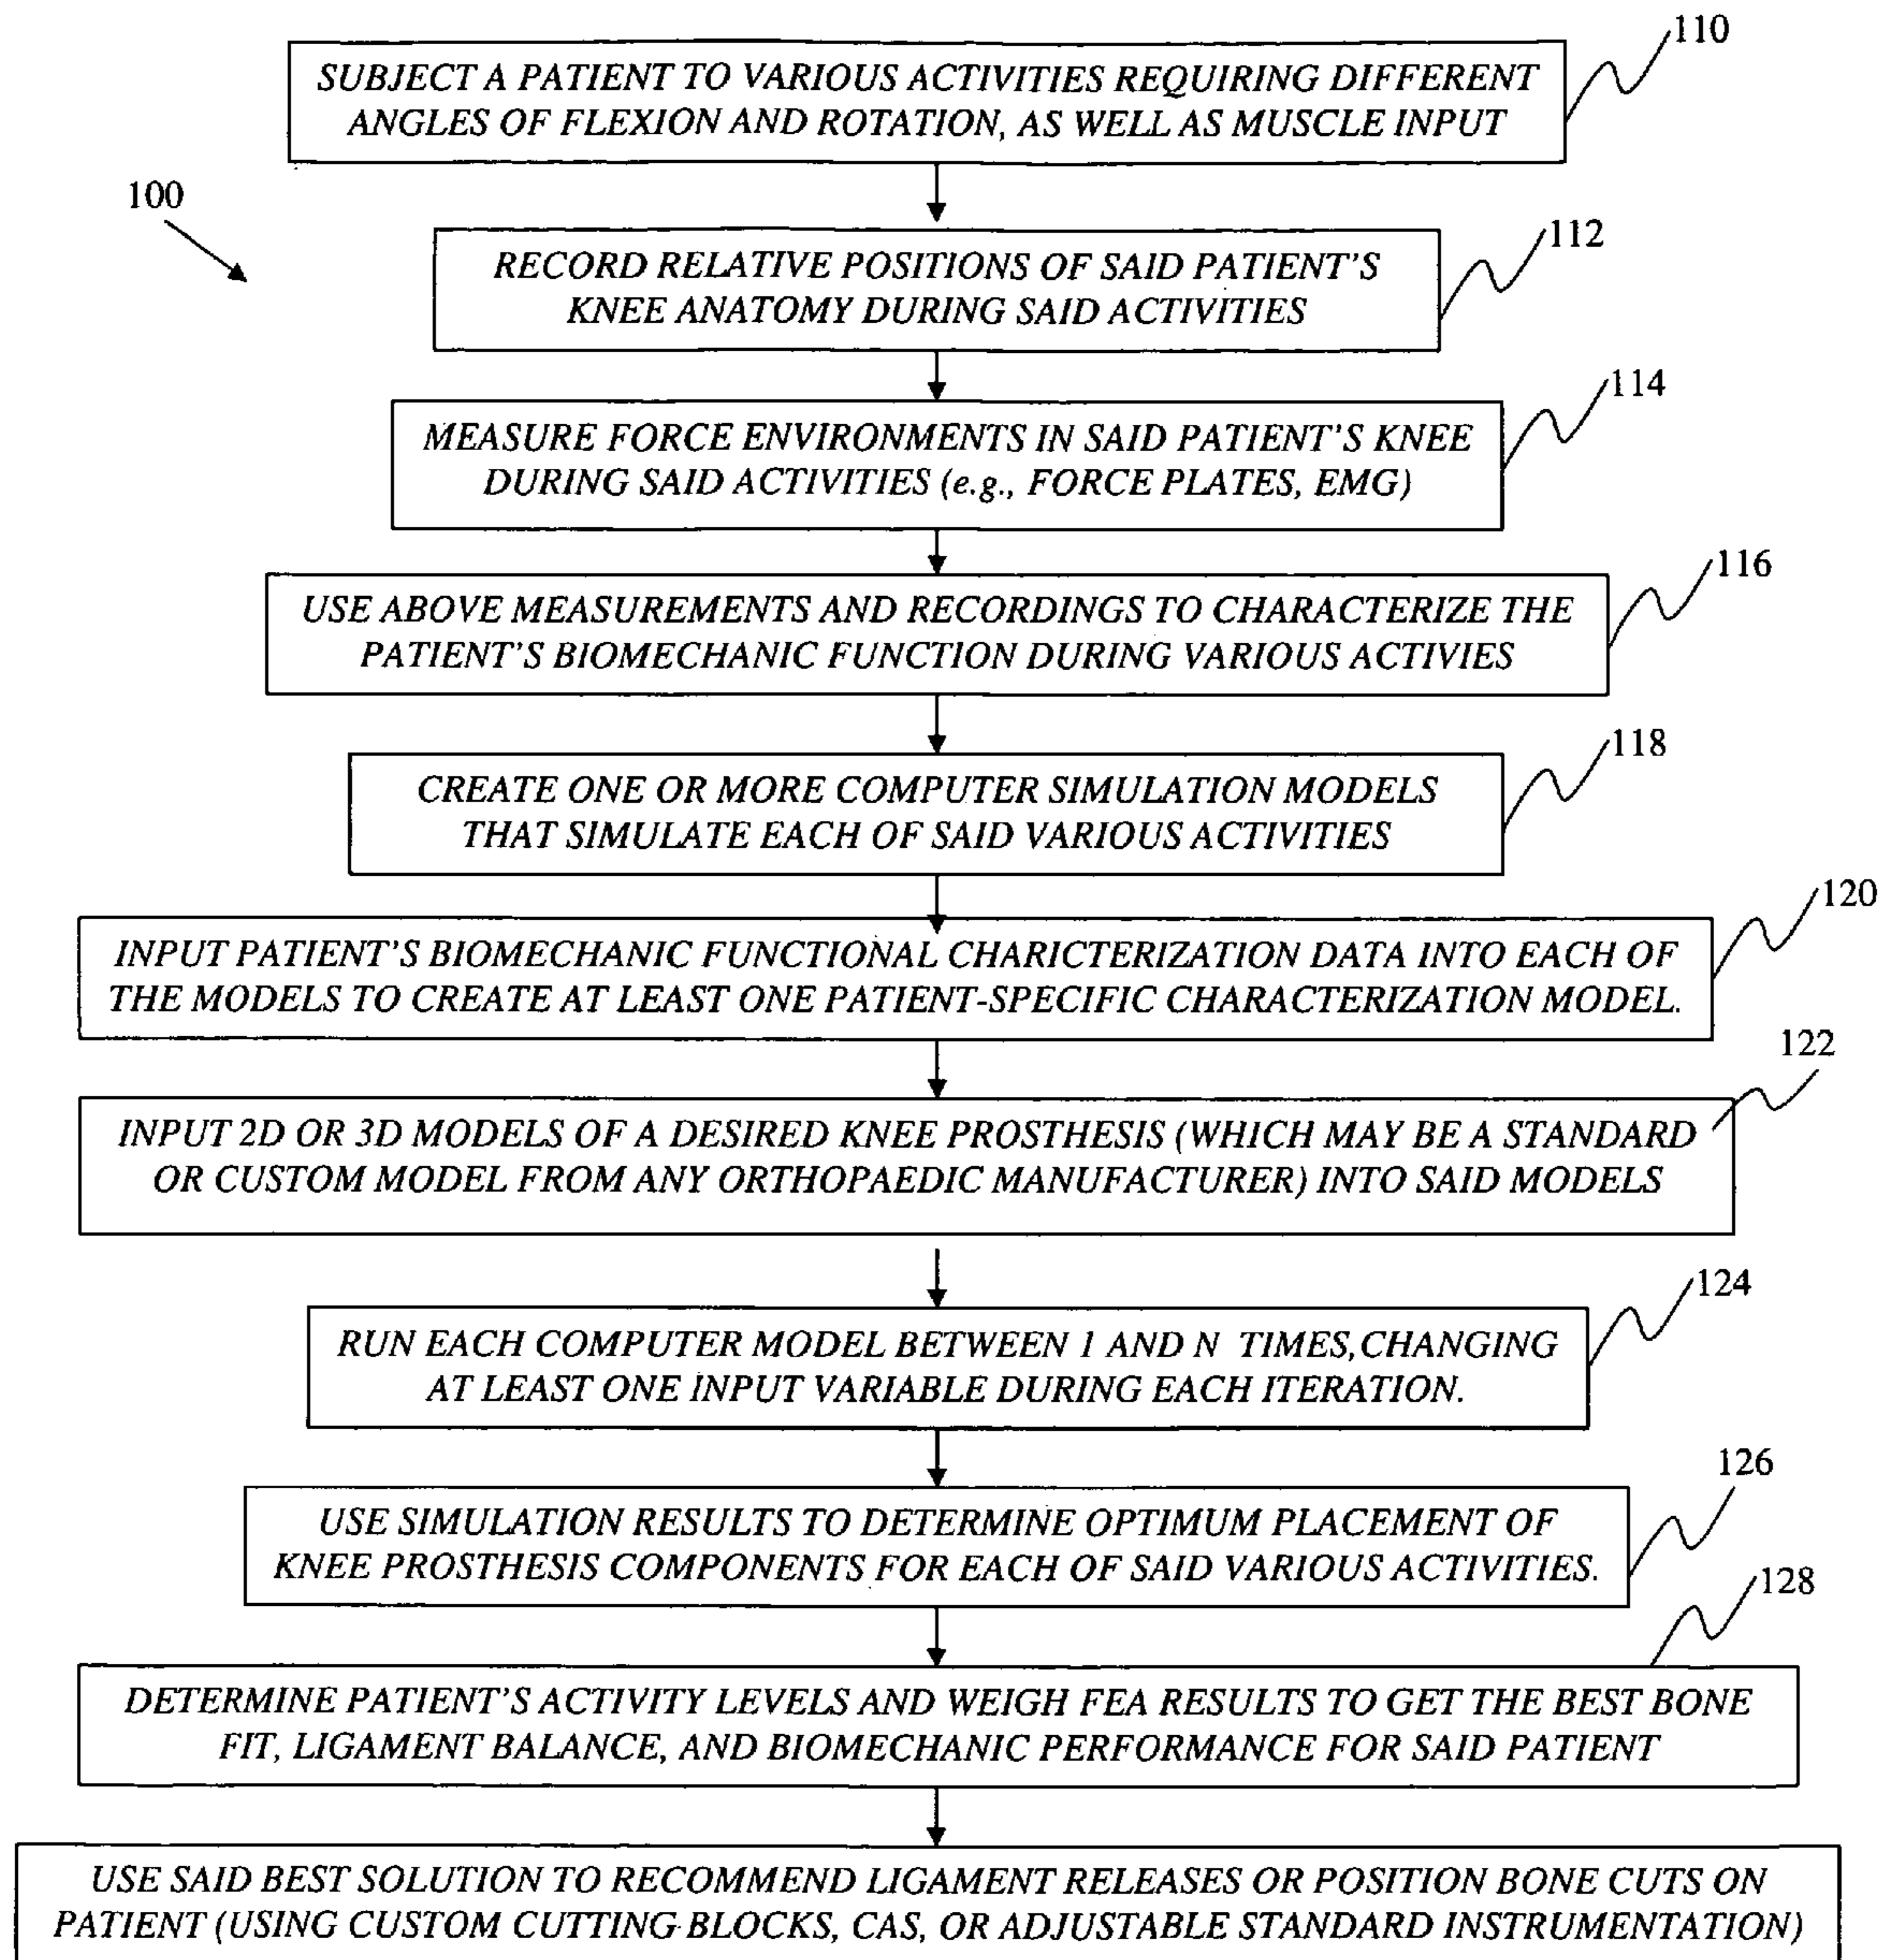 110
SUBJECT A PATIENT TO VARIOUS ACTIVITIES REQUIRING DIFFERENT
ANGLES OF FLEXION AND ROTATION, AS WELL AS MUSCLE INPUT
100
112
RECORD RELATIVE POSITIONS OF SAID PATIENT'S
KNEE ANATOMY DURING SAID ACTIVITIES
114
MEASURE FORCE ENVIRONMENTS IN SAID PATIENT'S KNEE
DURING SAID ACTIVITIES (e.g., FORCE PLATES, EMG)
116
USE ABOVE MEASUREMENTS AND RECORDINGS TO CHARACTERIZE THE
PATIENT'S BIOMECHANIC FUNCTION DURING VARIOUS ACTIVIES
118
CREATE ONE OR MORE COMPUTER SIMULATION MODELS
THAT SIMULATE EACH OF SAID VARIOUS ACTIVITIES
120
INPUT PATIENT'S BIOMECHANIC FUNCTIONAL CHARICTERIZATION DATA INTO EACH OF
THE MODELS TO CREATE AT LEAST ONE PATIENT-SPECIFIC CHARACTERIZATION MODEL.
122
INPUT 2D OR 3D MODELS OF A DESIRED KNEE PROSTHESIS (WHICH MAY BE A STANDARD
OR CUSTOM MODEL FROM ANY ORTHOPAEDIC MANUFACTURER) INTO SAID MODELS
124
RUN EACH COMPUTER MODEL BETWEEN 1 AND N TIMES, CHANGING
AT LEAST ONE INPUT VARIABLE DURING EACH ITERATION.
126
USE SIMULATION RESULTS TO DETERMINE OPTIMUM PLACEMENT OF
KNEE PROSTHESIS COMPONENTS FOR EACH OF SAID VARIOUS ACTIVITIES.
128
DETERMINE PATIENT'S ACTIVITY LEVELS AND WEIGH FEA RESULTS TO GET THE BEST BONE
FIT, LIGAMENT BALANCE, AND BIOMECHANIC PERFORMANCE FOR SAID PATIENT
USE SAID BEST SOLUTION TO RECOMMEND LIGAMENT RELEASES OR POSITION BONE CUTS ON
PATIENT (USING CUSTOM CUTTING BLOCKS, CAS, OR ADJUSTABLE STANDARD INSTRUMENTATION)